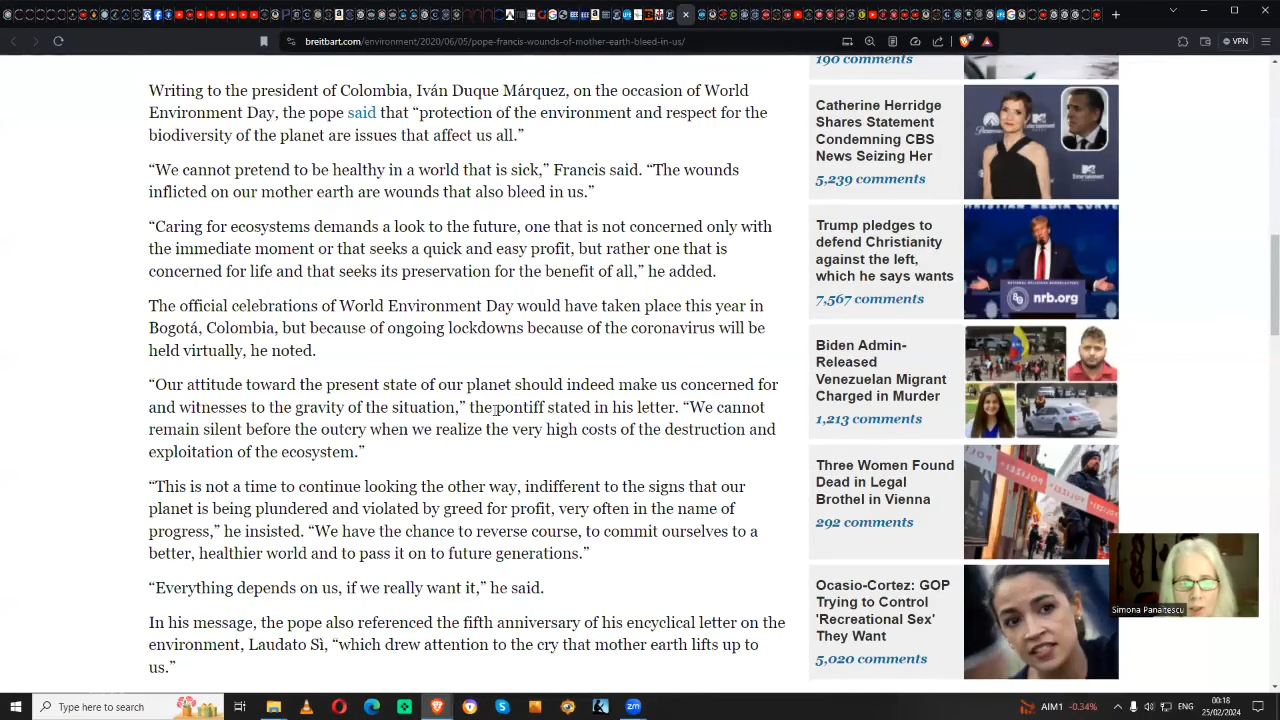 breitbart.com/environment/2020/06/05/pope-francis-wounds-of-mother-earth-bleed-in-us/
VPN
Writing to the president of Colombia, Iván Duque Márquez, on the occasion of World
Environment Day, the pope said that “protection of the environment and respect for the
biodiversity of the planet are issues that affect us all.”
“We cannot pretend to be healthy in a world that is sick,” Francis said. “The wounds
inflicted on our mother earth are wounds that also bleed in us.”
“Caring for ecosystems demands a look to the future, one that is not concerned only with
the immediate moment or that seeks a quick and easy profit, but rather one that is
concerned for life and that seeks its preservation for the benefit of all,” he added.
The official celebration of World Environment Day would have taken place this year in
Bogotá, Colombia, but because of ongoing lockdowns because of the coronavirus will be
held virtually, he noted.
“Our attitude toward the present state of our planet should indeed make us concerned for
and witnesses to the gravity of the situation,” the pontiff stated in his letter. “We cannot
remain silent before the outcry when we realize the very high costs of the destruction and
exploitation of the ecosystem.”
“This is not a time to continue looking the other way, indifferent to the signs that our
planet is being plundered and violated by greed for profit, very often in the name of
progress,” he insisted. “We have the chance to reverse course, to commit ourselves to a
better, healthier world and to pass it on to future generations.”
“Everything depends on us, if we really want it,” he said.
In his message, the pope also referenced the fifth anniversary of his encyclical letter on the
environment, Laudato Sì, “which drew attention to the cry that mother earth lifts up to
us.”
190 comments
Catherine Herridge
Shares Statement
Condemning CBS
News Seizing Her
5,239 comments
Trump pledges to
defend Christianity
against the left,
which he says wants
7,567 comments
nrb.org
Biden Admin-
Released
Venezuelan Migrant
Charged in Murder
1,213 comments
Three Women Found
Dead in Legal
Brothel in Vienna
292 comments
Ocasio-Cortez: GOP
Trying to Control
'Recreational Sex'
They Want
5,020 comments
Simona Panaitescu
Type here to search
AIM1 -0.34%
ENG
00:18
25/02/2024